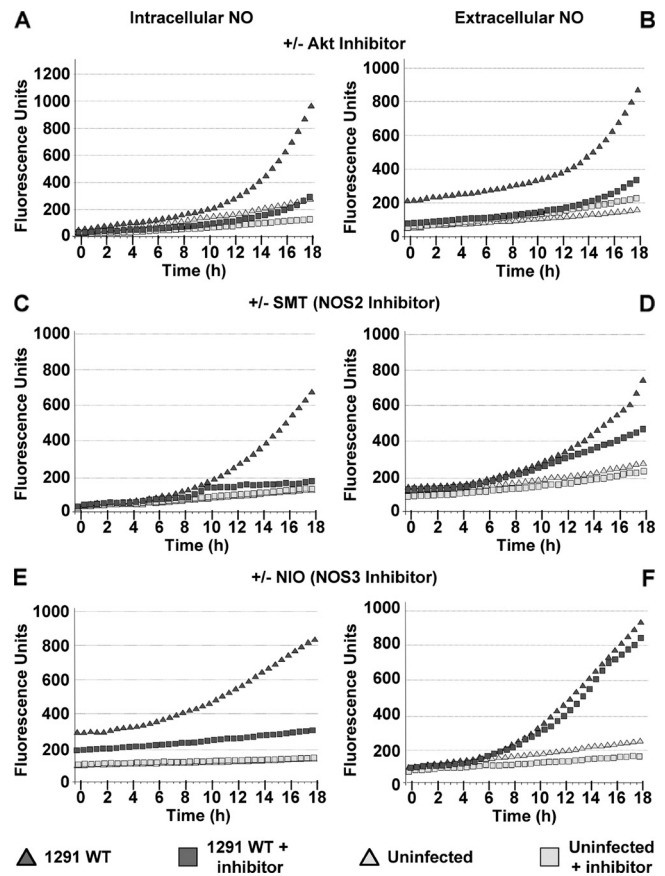 A Intracellular NO Extracellular NO B
+/- Akt Inhibitor
Fluorescence Units
1200
1000
800
600
400
200
0
0 2 4 6 8 10 12 14 16 18
Time (h)
Fluorescence Units
1000
800
600
400
200
0
0 2 4 6 8 10 12 14 16 18
Time (h)
C +/- SMT (NOS2 Inhibitor) D
Fluorescence Units
1000
800
600
400
200
0
0 2 4 6 8 10 12 14 16 18
Time (h)
Fluorescence Units
1000
800
600
400
200
0
0 2 4 6 8 10 12 14 16 18
Time (h)
E +/- NIO (NOS3 Inhibitor) F
Fluorescence Units
1000
800
600
400
200
0
0 2 4 6 8 10 12 14 16 18
Time (h)
Fluorescence Units
1000
800
600
400
200
0
0 2 4 6 8 10 12 14 16 18
Time (h)
1291 WT
1291 WT +
inhibitor
Uninfected
Uninfected
+ inhibitor